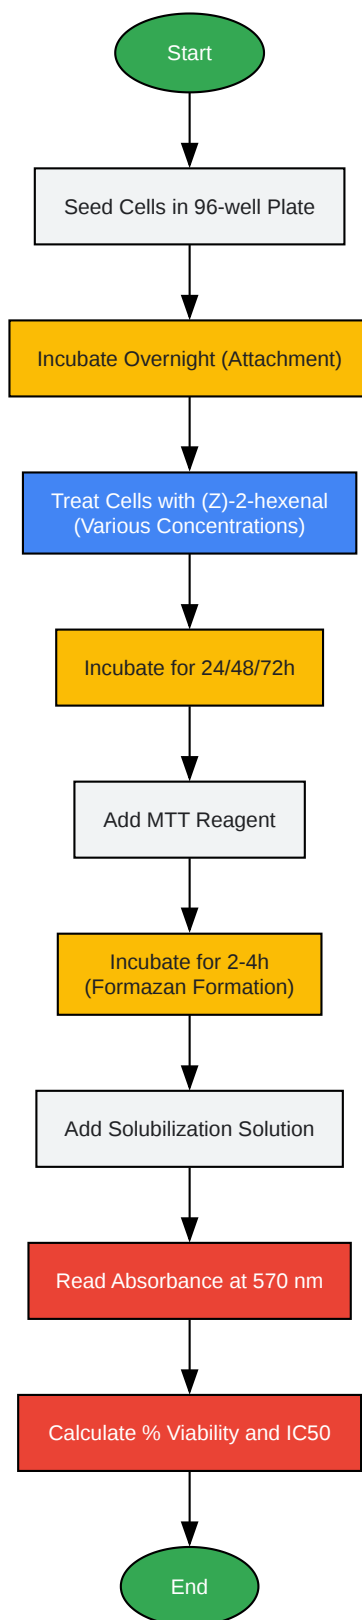 Start
Seed Cells in 96-well Plate
Incubate Overnight (Attachment)
Treat Cells with (Z)-2-hexenal
(Various Concentrations)
Incubate for 24/48/72h
Add MTT Reagent
Incubate for 2-4h
(Formazan Formation)
Add Solubilization Solution
Read Absorbance at 570 nm
Calculate % Viability and IC50
End